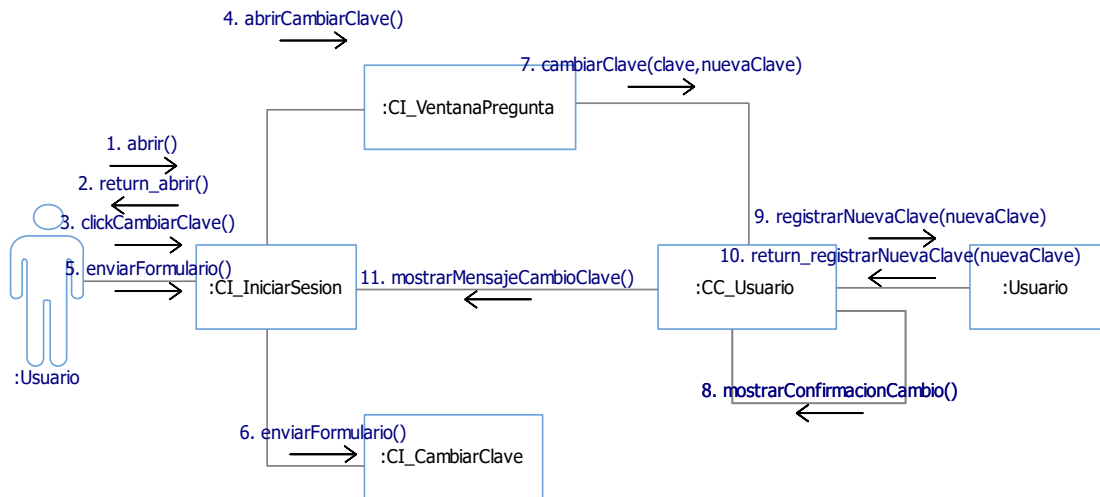 4. abrirCambiarClave()
7. cambiarClave(clave,nuevaClave)
:CI_VentanaPregunta
1. abrir()
2. return_abrir()
3. clickCambiarClave()
9. registrarNuevaClave(nuevaClave)
10. return_registrarNuevaClave(nuevaClave)
5. enviarFormulario()
:CI_IniciarSesion
11. mostrarMensajeCambioClave()
:CC_Usuario
:Usuario
:Usuario
8. mostrarConfirmacionCambio()
6. enviarFormulario()
:CI_CambiarClave